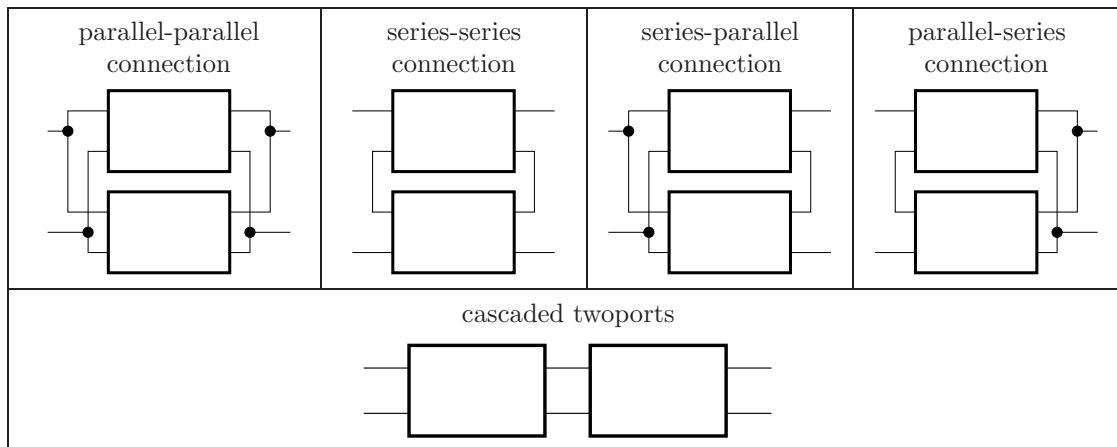 parallel-parallel
connection
series-series
connection
series-parallel
connection
parallel-series
connection
cascaded twoports